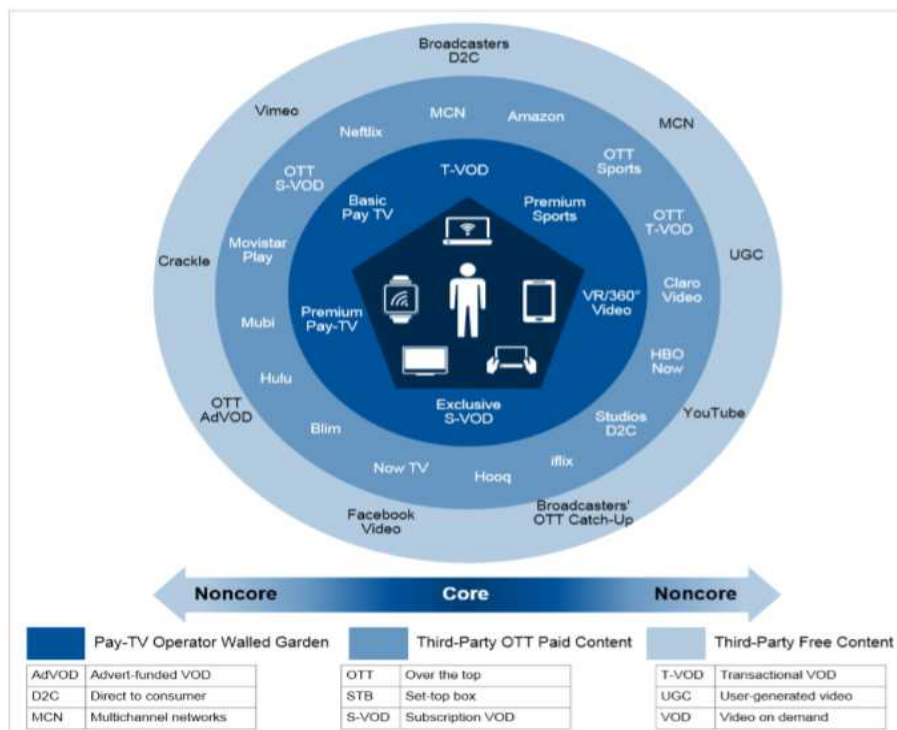 Broadcasters
D2C
Vimeo
MCN
Neftlix
MCN
Amazon
OTT
S-VOD
OTT
Sports
T-VOD
Basic
Pay TV
Premium
Sports
OTT
T-VOD
Movistar
Play
Crackle
UGC
Premium
Pay-TV
VR/360°
Video
Claro
Video
Mubi
HBO
Now
Hulu
OTT
AdVOD
Exclusive
S-VOD
Studios
D2C
YouTube
Blim
Now TV
Hooq
iflix
Facebook
Video
Broadcasters'
OTT Catch-Up
Noncore
Core
Noncore
Pay-TV Operator Walled Garden
Third-Party OTT Paid Content
Third-Party Free Content
AdVOD Advert-funded VOD
D2C Direct to consumer
MCN Multichannel networks
OTT Over the top
STB Set-top box
S-VOD Subscription VOD
T-VOD Transactional VOD
UGC User-generated video
VOD Video on demand